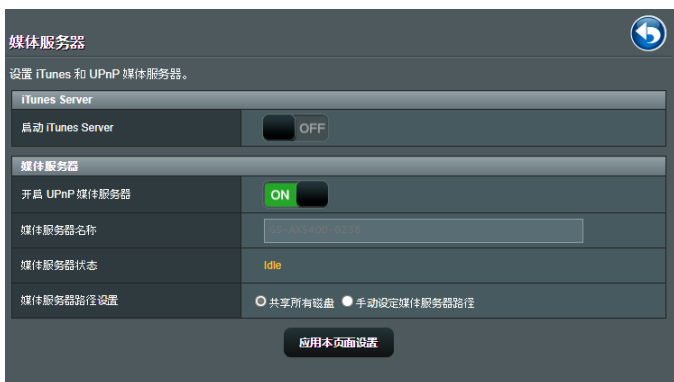 媒体服务器
设置 iTunes 和 UPnP 媒体服务器。
iTunes Server
启动 iTunes Server
OFF
媒体服务器
开启 UPnP 媒体服务器
ON
媒体服务器名称
GS-AX5400-0236
媒体服务器状态
Idle
媒体服务器路径设置
共享所有磁盘 手动设定媒体服务器路径
应用本页面设置